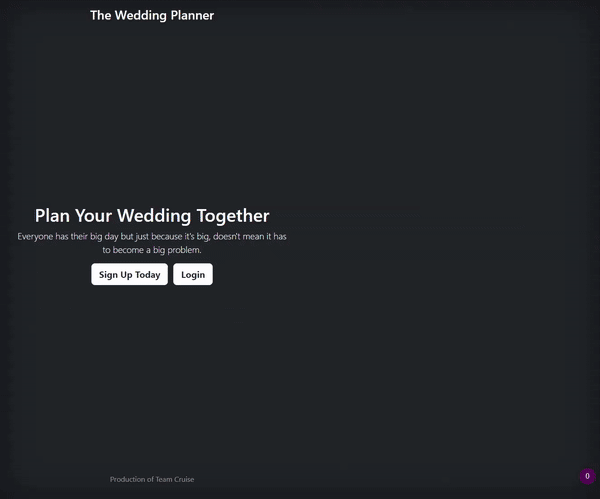 The Wedding Planner
Plan Your Wedding Together
Everyone has their big day but just because it's big, doesn't mean it has
to become a big problem.
Sign Up Today
Login
Production of Team Cruise
0